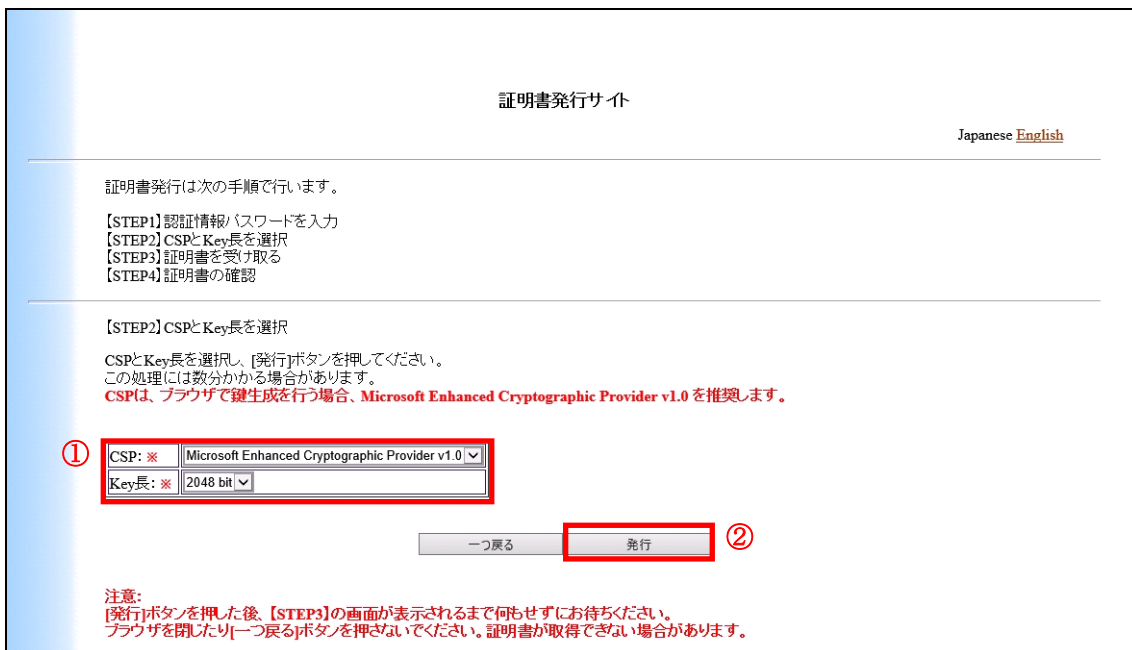 証明書発行サイト
Japanese English
証明書発行は次の手順で行います。
【STEP1】認証情報パスワードを入力
【STEP2】CSPとKey長を選択
【STEP3】証明書を受け取る
【STEP4】証明書の確認
【STEP2】CSPとKey長を選択
CSPとKey長を選択し、[発行]ボタンを押してください。
この処理には数分かかる場合があります。
CSPは、ブラウザで鍵生成を行う場合、Microsoft Enhanced Cryptographic Provider v1.0 を推奨します。
①
CSP: ※ Microsoft Enhanced Cryptographic Provider v1.0
Key長: ※ 2048 bit
一つ戻る 発行 ②
注意:
[発行]ボタンを押した後、【STEP3】の画面が表示されるまで何もせずにお待ちください。
ブラウザを閉じたり[一つ戻る]ボタンを押さないでください。証明書が取得できない場合があります。